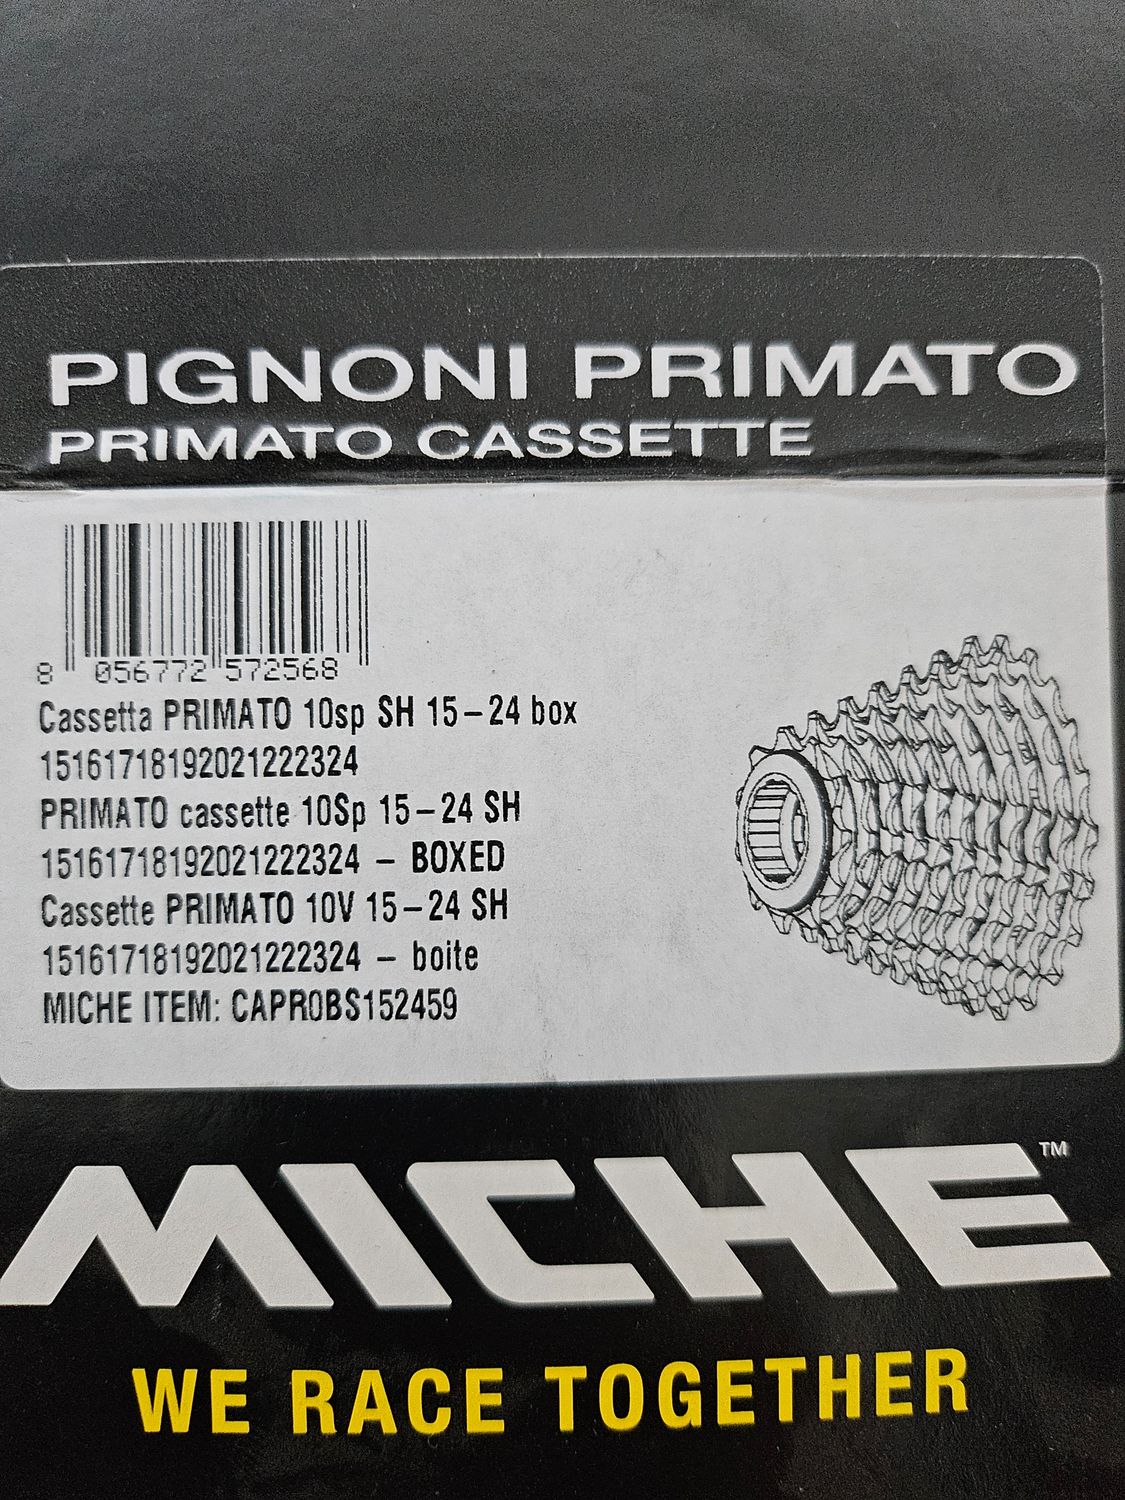 PIGNONI PRIMATO
PRIMATO CASSETTE
8 056772 572568
Cassetta PRIMATO 10sp SH 15-24 box
15161718192021222324
PRIMATO cassette 10Sp 15-24 SH
15161718192021222324 - BOXED
Cassette PRIMATO 10V 15-24 SH
15161718192021222324 - boite
MICHE ITEM: CAPROBS152459
MICHE™
WE RACE TOGETHER